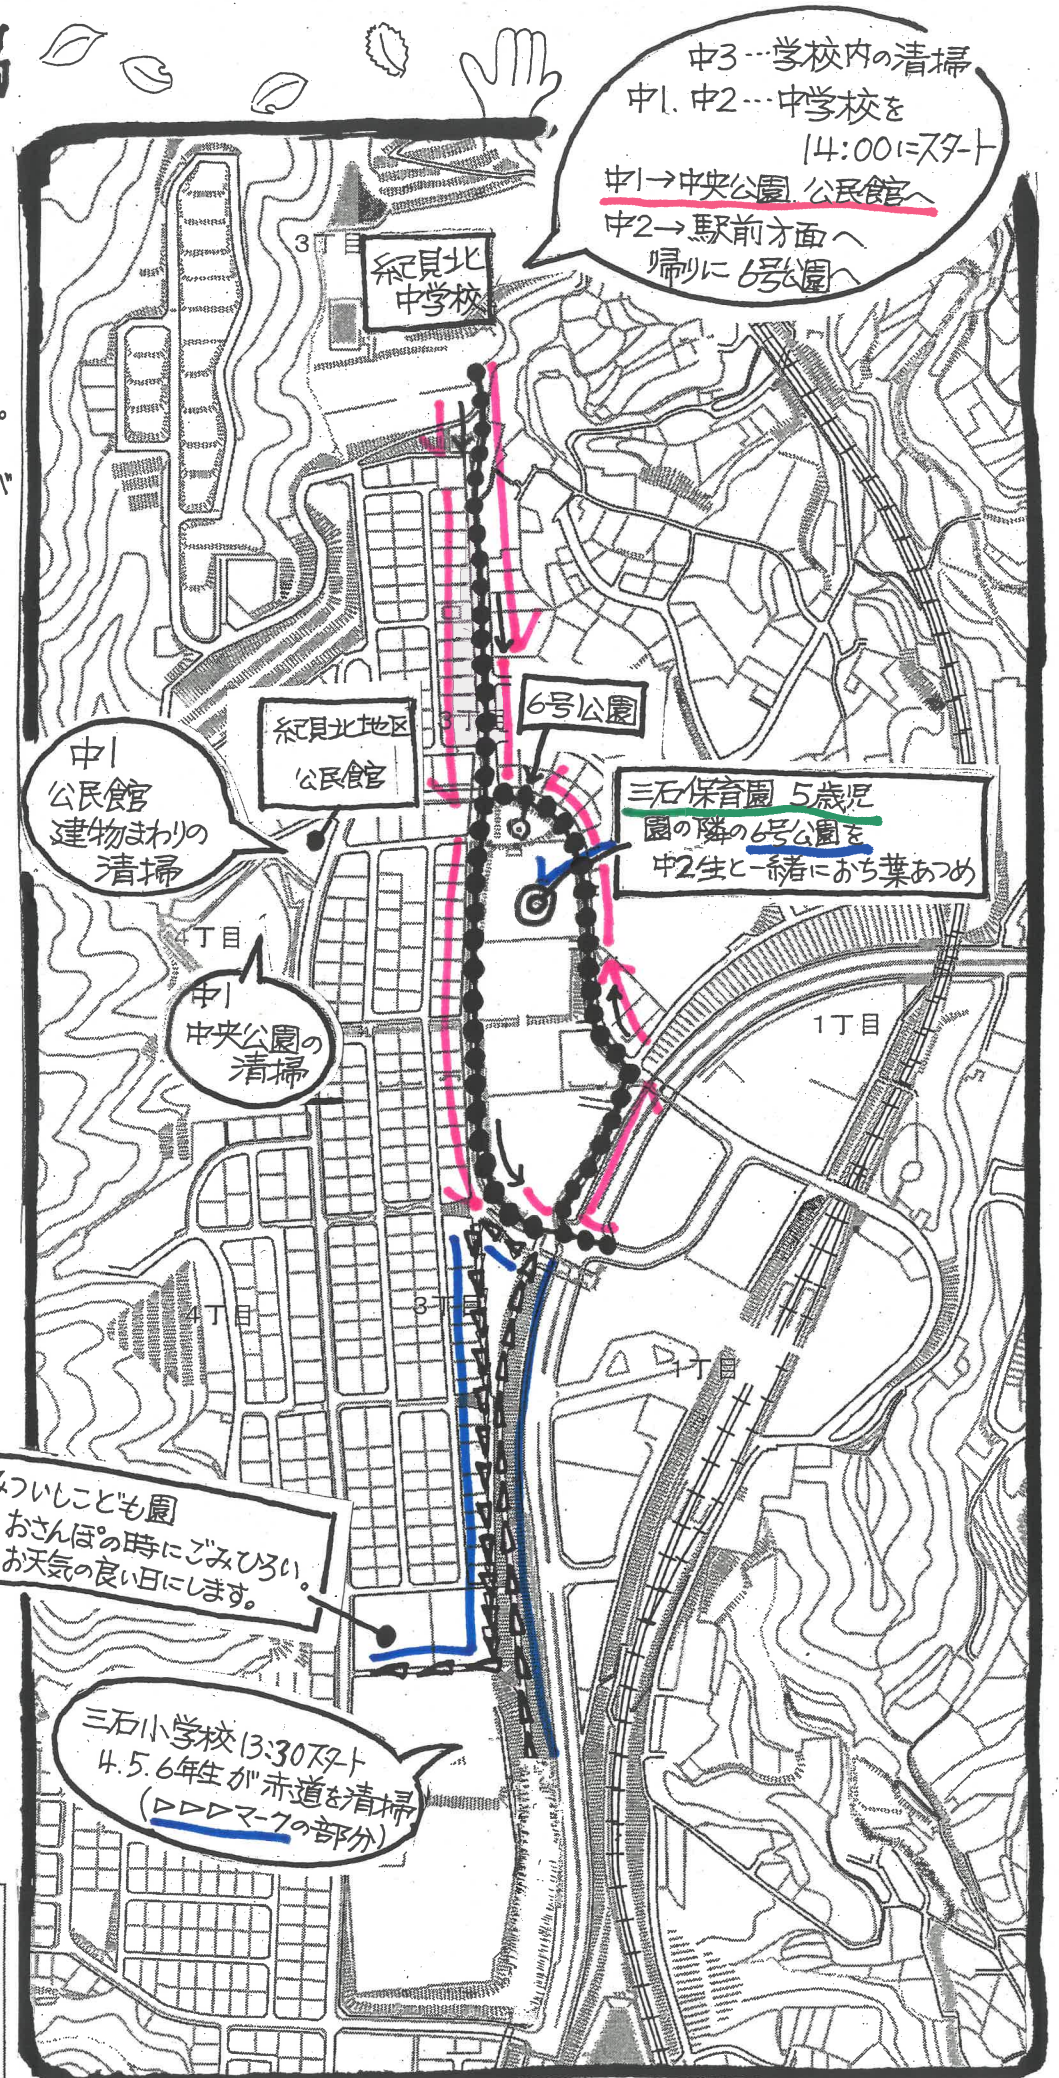 中3…学校内の清掃
中1.中2…中学校を
14:00にスタート
中1→中央公園.公民館へ
中2→駅前方面へ
帰りに6号公園へ
3丁目
紀見北
中学校
6号公園
3丁目
紀見北地区
公民館
中1
公民館
建物まわりの
清掃
三石保育園 5歳児
園の隣の6号公園を
中2生と一緒におち葉あつめ
4丁目
中1
中央公園の
清掃
1丁目
4丁目
3丁目
1丁目
みついしこども園
おさんぽの時にごみひろい。
お天気の良い日にします。
三石小学校13:30スタート
4.5.6年生が赤道を清掃
(▷▷▷マークの部分)